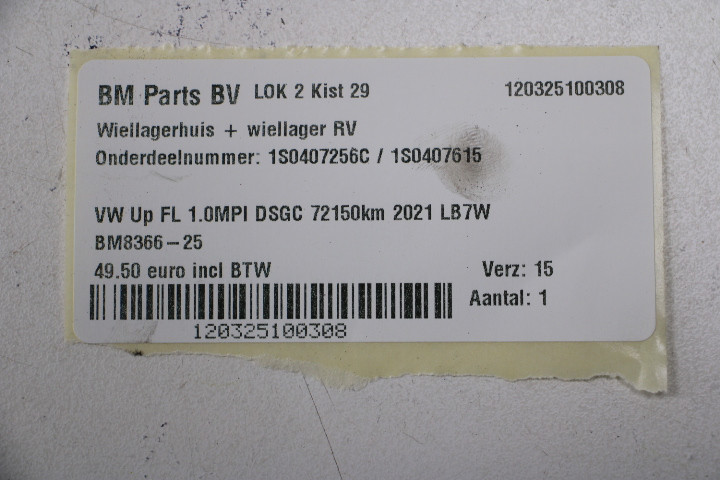 BM Parts BV LOK 2 Kist 29 120325100308
Wiellagerhuis + wiellager RV
Onderdeelnummer: 1S0407256C / 1S0407615
VW Up FL 1.0MPI DSGC 72150km 2021 LB7W
BM8366-25
49.50 euro incl BTW Verz: 15
Aantal: 1
120325100308